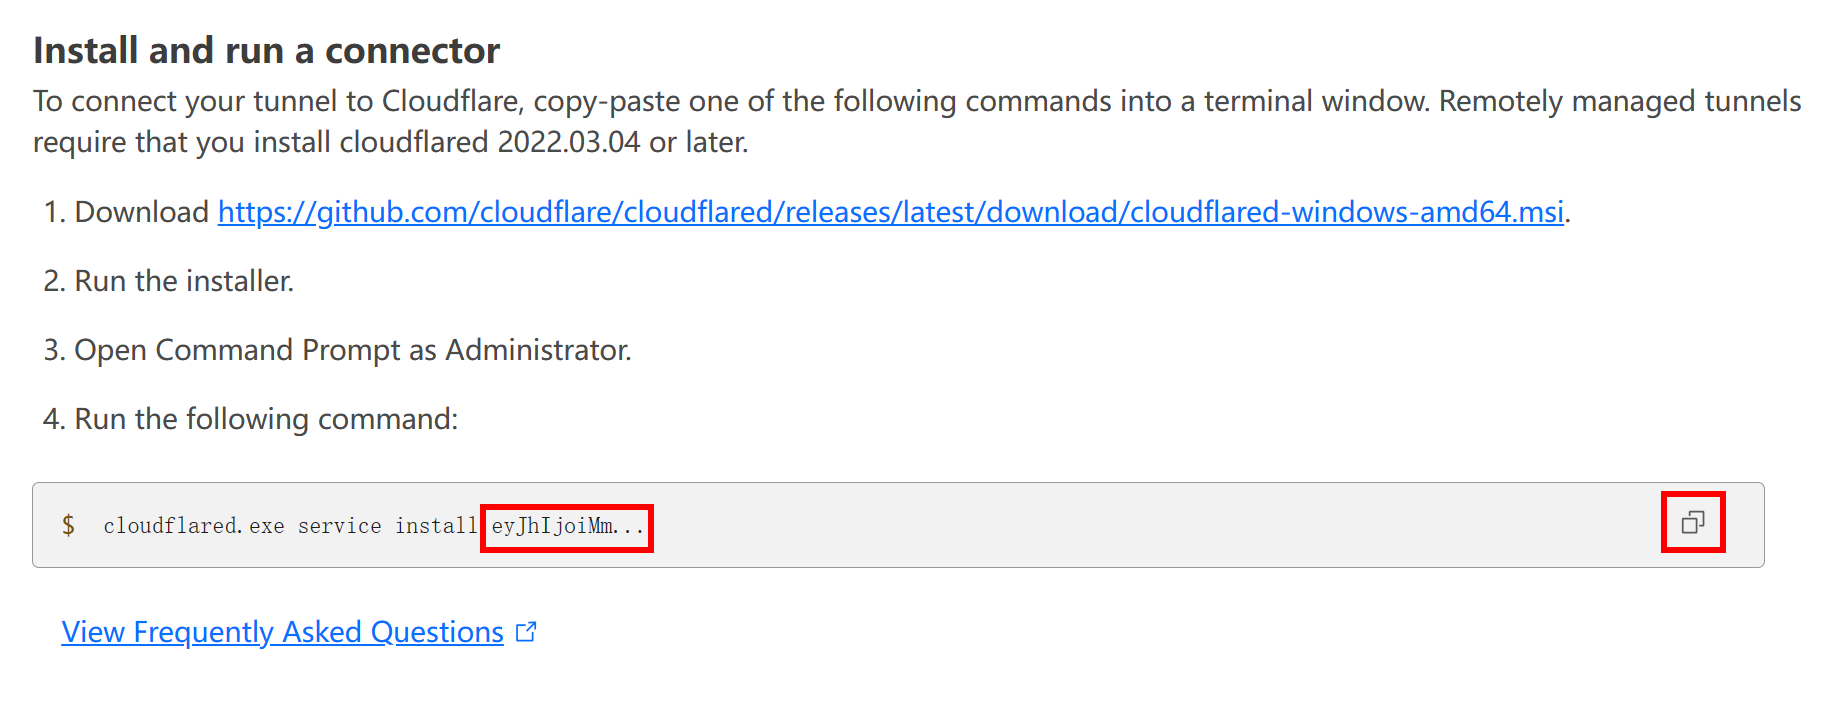 Install and run a connector
To connect your tunnel to Cloudflare, copy-paste one of the following commands into a terminal window. Remotely managed tunnels
require that you install cloudflared 2022.03.04 or later.
1. Download https://github.com/cloudflare/cloudflared/releases/latest/download/cloudflared-windows-amd64.msi.
2. Run the installer.
3. Open Command Prompt as Administrator.
4. Run the following command:
$ cloudflared.exe service install eyJhIjoiMm...
View Frequently Asked Questions